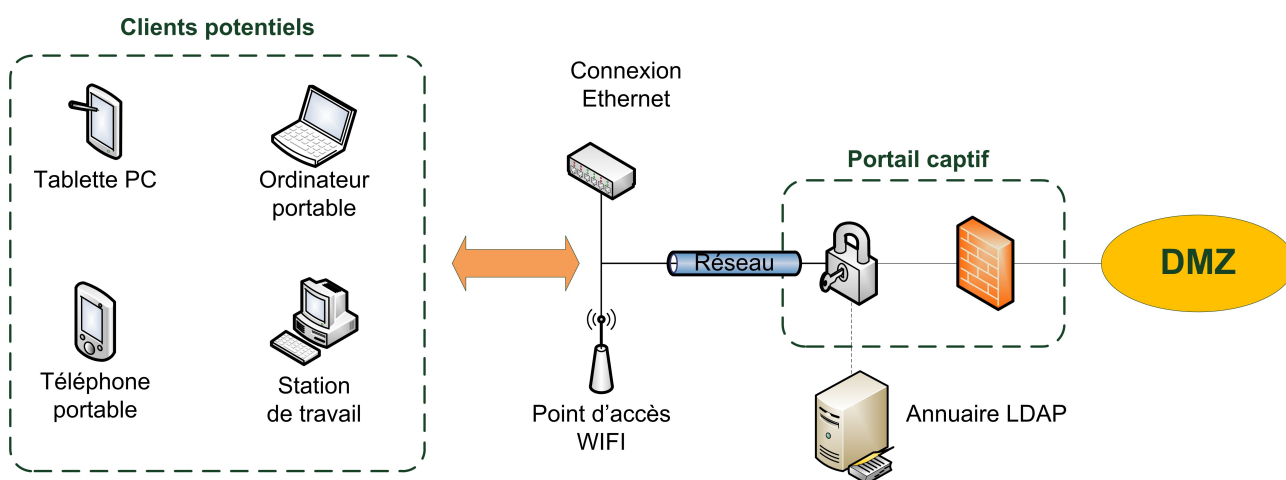 Clients potentiels
Tablette PC
Ordinateur
portable
Téléphone
portable
Station
de travail
Connexion
Ethernet
Point d'accès
WIFI
Réseau
Portail captif
Annuaire LDAP
DMZ